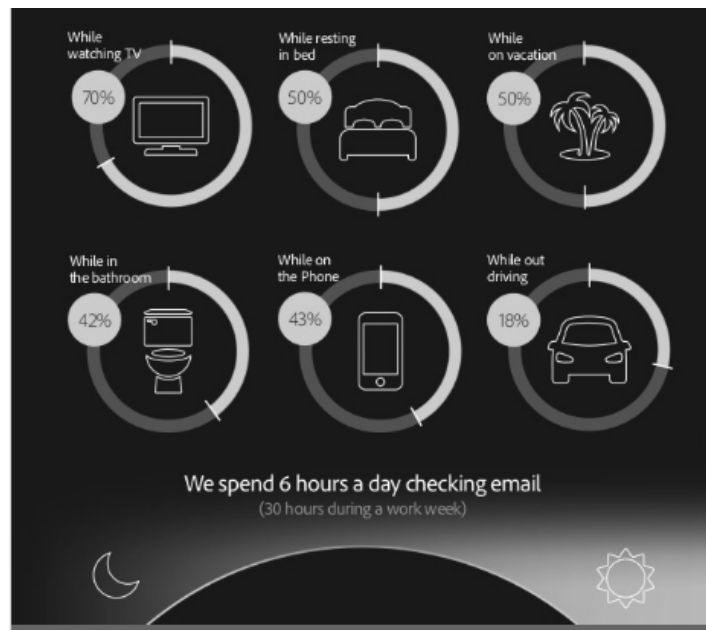 While
watching TV
70%
While resting
in bed
50%
While
on vacation
50%
While in
the bathroom
42%
While on
the Phone
43%
While out
driving
18%
We spend 6 hours a day checking email
(30 hours during a work week)